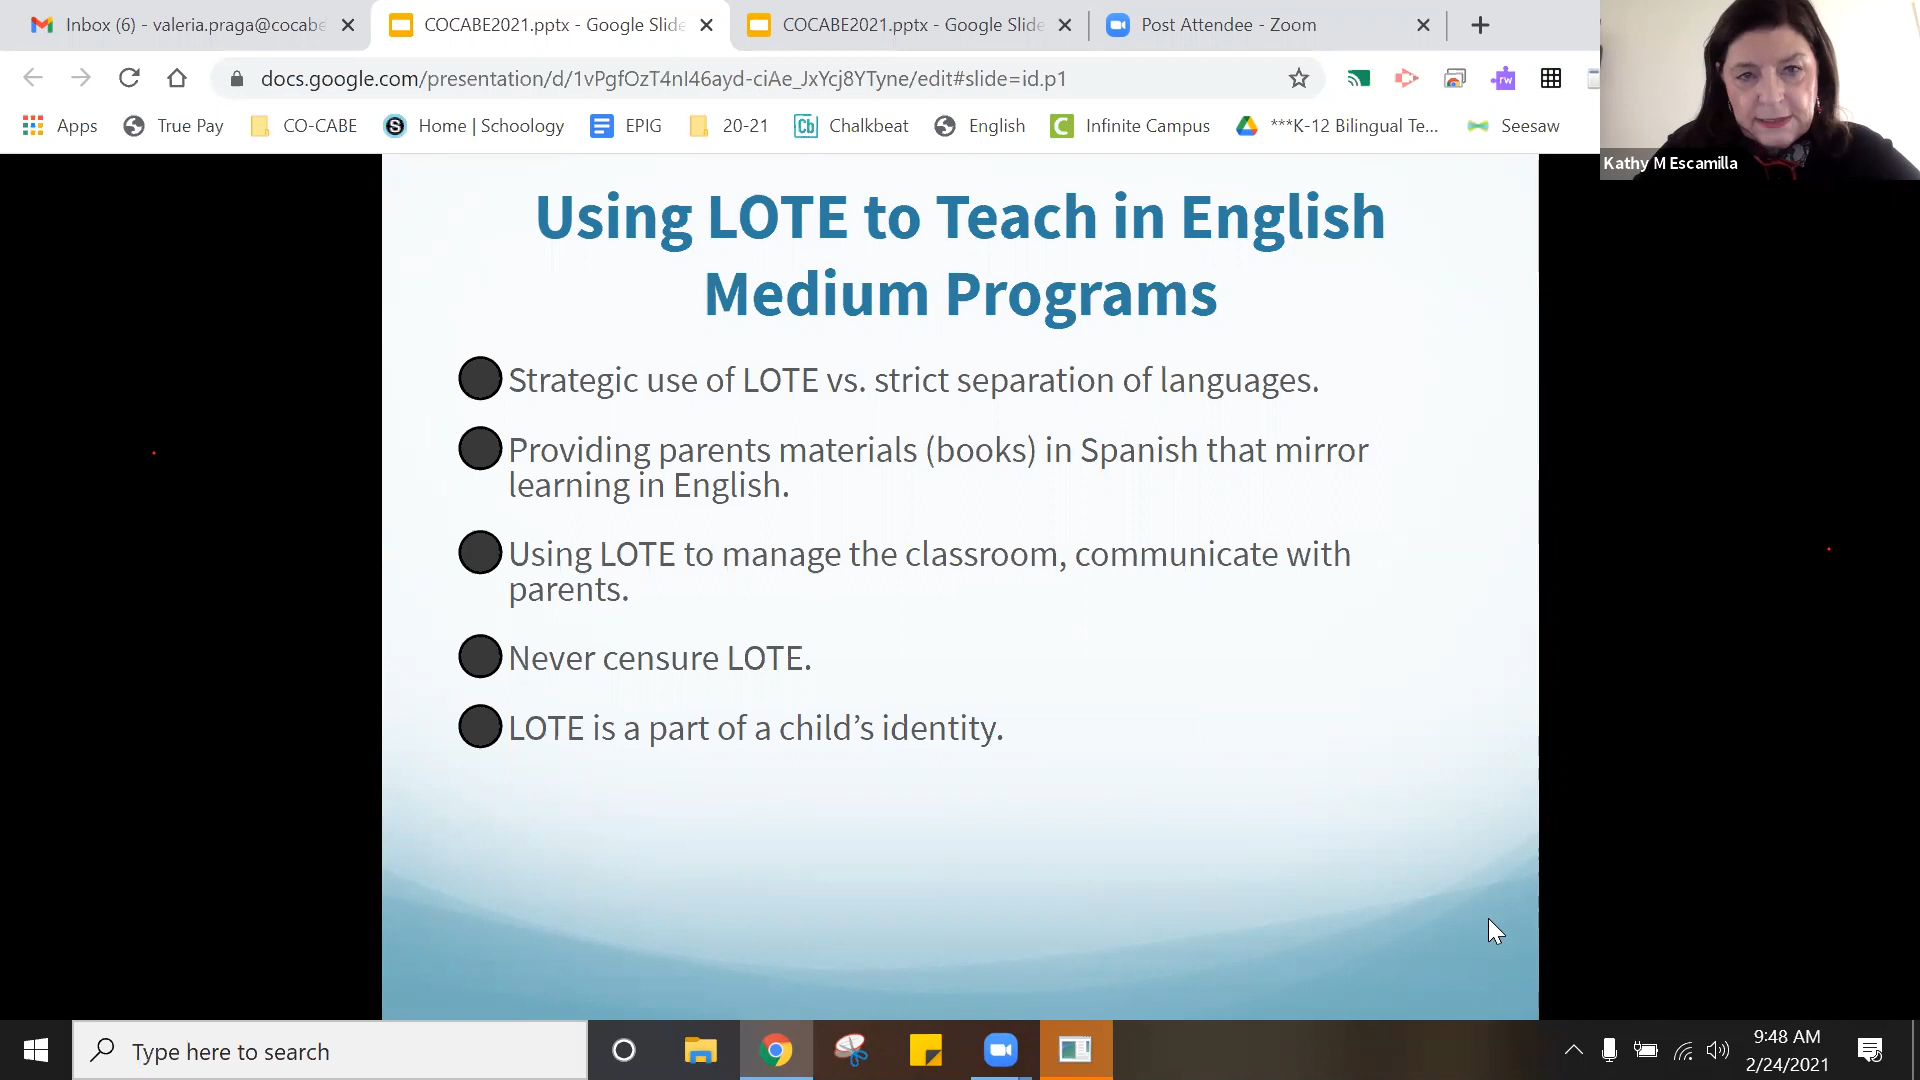 Inbox (6) - valeria.praga@cocabe
COCABE2021.pptx - Google Slide
COCABE2021.pptx - Google Slide
Post Attendee - Zoom
docs.google.com/presentation/d/1vPgfOzT4nI46ayd-ciAe_JxYcj8YTyne/edit#slide=id.p1
rw
Apps
True Pay
CO-CABE
S
Home | Schoology
EPIG
20-21
Cb
Chalkbeat
English
C
Infinite Campus
***K-12 Bilingual Te...
Seesaw
Kathy M Escamilla
Using LOTE to Teach in English
Medium Programs
Strategic use of LOTE vs. strict separation of languages.
Providing parents materials (books) in Spanish that mirror
learning in English.
Using LOTE to manage the classroom, communicate with
parents.
Never censure LOTE.
LOTE is a part of a child’s identity.
Type here to search
9:48 AM
2/24/2021